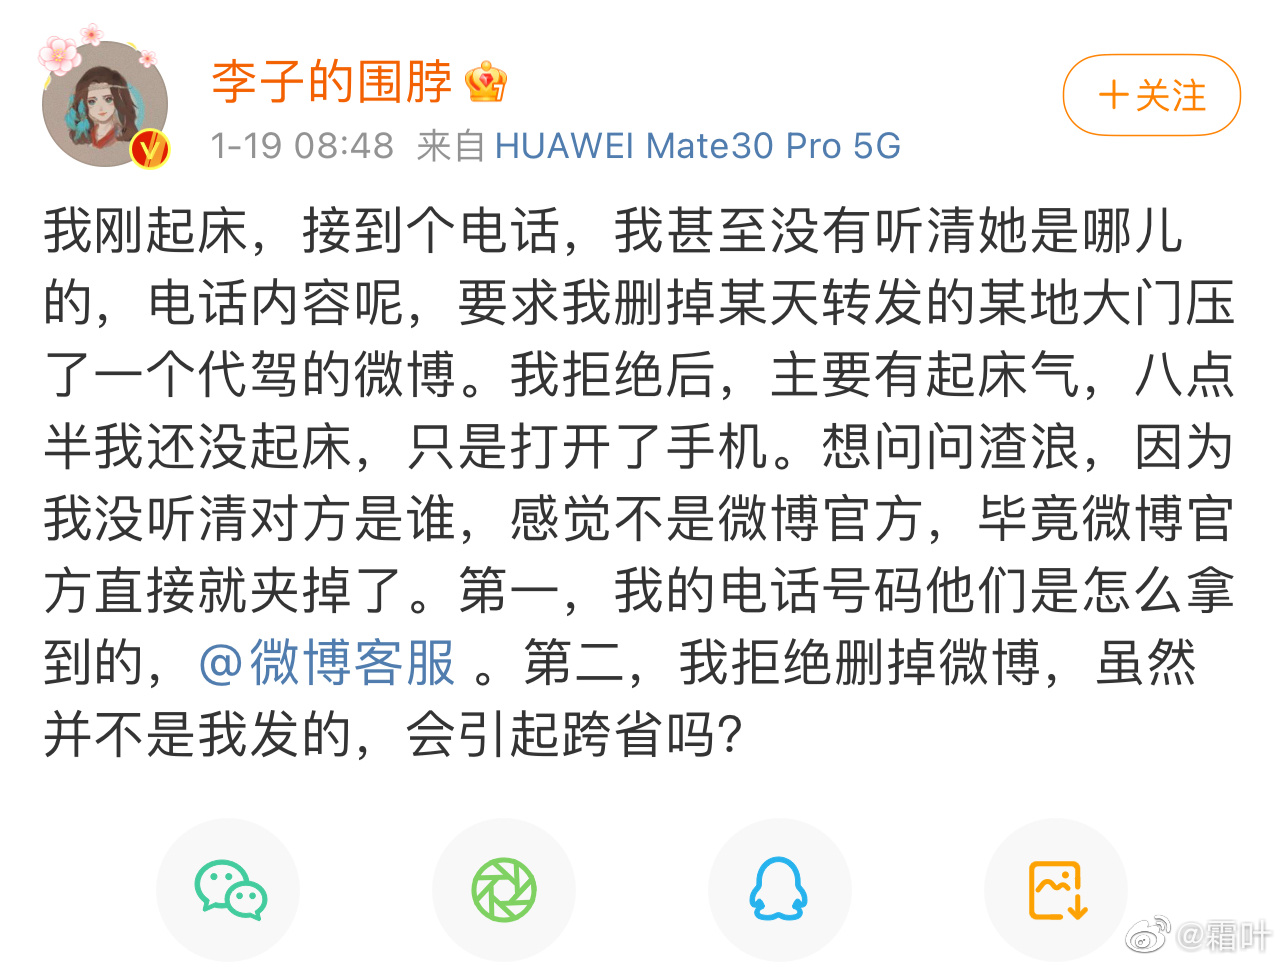 李子的围脖
7
+关注
1-19 08:48 来自 HUAWEI Mate30 Pro 5G
我刚起床，接到个电话，我甚至没有听清她是哪儿
的，电话内容呢，要求我删掉某天转发的某地大门压
了一个代驾的微博。我拒绝后，主要有起床气，八点
半我还没起床，只是打开了手机。想问问渣浪，因为
我没听清对方是谁，感觉不是微博官方，毕竟微博官
方直接就夹掉了。第一，我的电话号码他们是怎么拿
到的，@微博客服 。第二，我拒绝删掉微博，虽然
并不是我发的，会引起跨省吗？
@霜叶